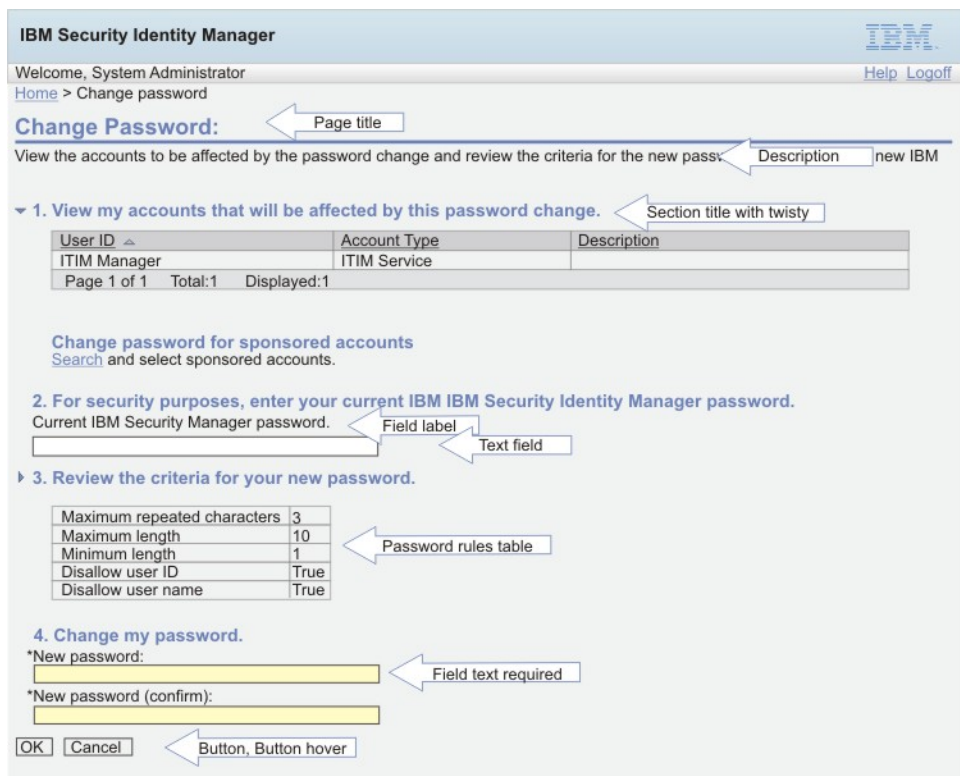 IBM Security Identity Manager
IBM.
Welcome, System Administrator
Help Logoff
Home > Change password
Change Password:
Page title
View the accounts to be affected by the password change and review the criteria for the new
Description
new IBM
1. View my accounts that will be affected by this password change.
Section title with twisty
User ID Account Type Description
ITIM Manager ITIM Service
Page 1 of 1 Total:1 Displayed:1
Change password for sponsored accounts
Search and select sponsored accounts.
2. For security purposes, enter your current IBM IBM Security Identity Manager password.
Current IBM Security Manager password.
Field label
Text field
3. Review the criteria for your new password.
Maximum repeated characters 3
Maximum length 10
Minimum length 1
Disallow user ID True
Disallow user name True
Password rules table
4. Change my password.
*New password:
Field text required
*New password (confirm):
OK Cancel
Button, Button hover